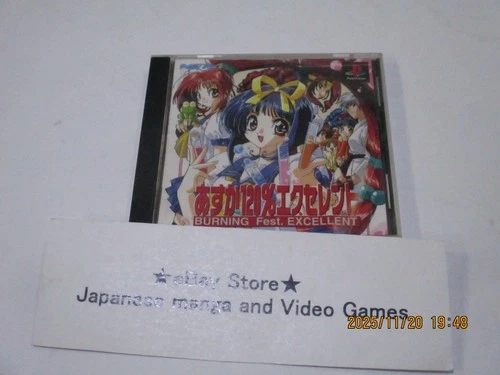 あすか120%エクセレント
BURNING Fest. EXCELLENT
★eBay Store★
Japanese manga and Video Games
2025/11/20 19:48